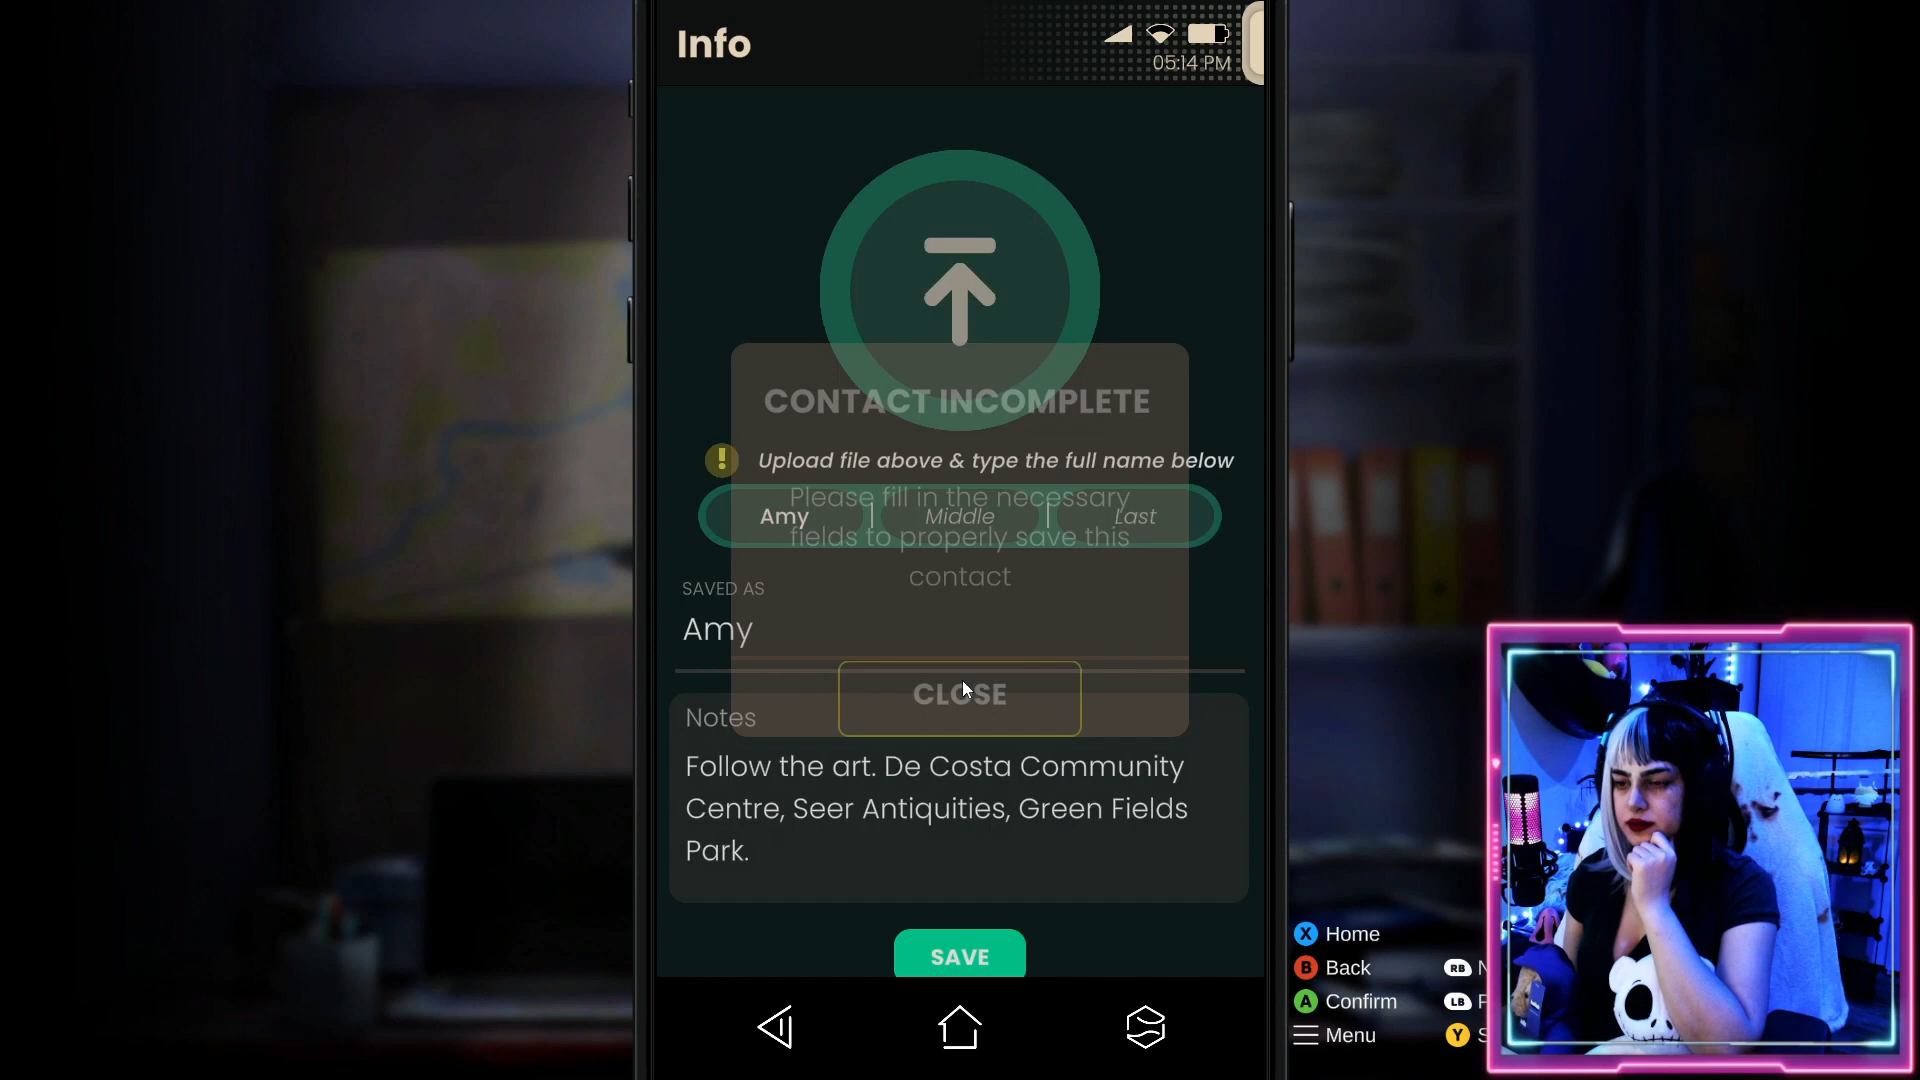 Info
05:14 PM
CONTACT INCOMPLETE
! Upload file above & type the full name below
Please fill in the necessary
Amy | Middle | Last
fields to properly save this
contact
SAVED AS
Amy
CLOSE
Notes
Follow the art. De Costa Community
Centre, Seer Antiquities, Green Fields
Park.
SAVE
X Home
B Back
RB
A Confirm
LB
Menu
Y